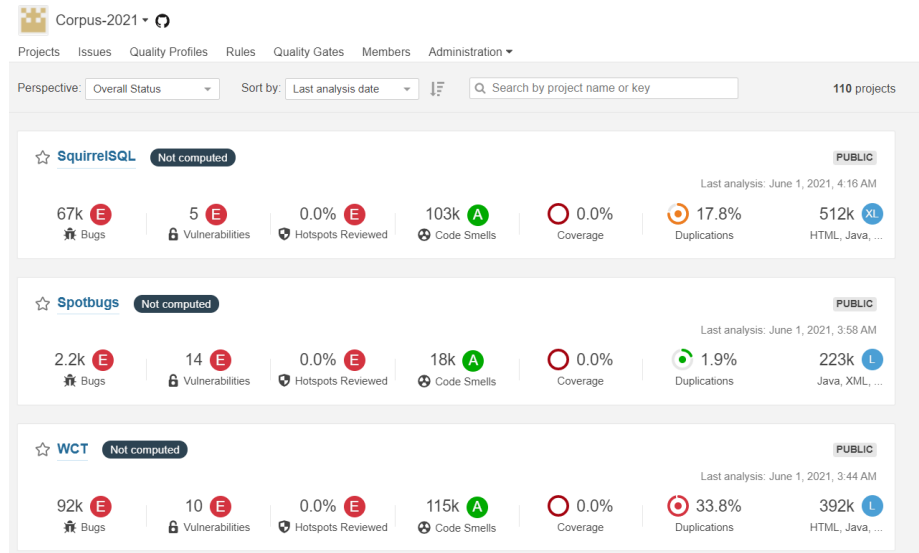 Corpus-2021
Projects Issues Quality Profiles Rules Quality Gates Members Administration
Perspective: Overall Status Sort by: Last analysis date Search by project name or key 110 projects
SquirrelSQL Not computed PUBLIC
Last analysis: June 1, 2021, 4:16 AM
67k E 5 E 0.0% E 103k A 0.0% 17.8% 512k XL
Bugs Vulnerabilities Hotspots Reviewed Code Smells Coverage Duplications HTML, Java, ...
Spotbugs Not computed PUBLIC
Last analysis: June 1, 2021, 3:58 AM
2.2k E 14 E 0.0% E 18k A 0.0% 1.9% 223k L
Bugs Vulnerabilities Hotspots Reviewed Code Smells Coverage Duplications Java, XML, ...
WCT Not computed PUBLIC
Last analysis: June 1, 2021, 3:44 AM
92k E 10 E 0.0% E 115k A 0.0% 33.8% 392k L
Bugs Vulnerabilities Hotspots Reviewed Code Smells Coverage Duplications HTML, Java, ...